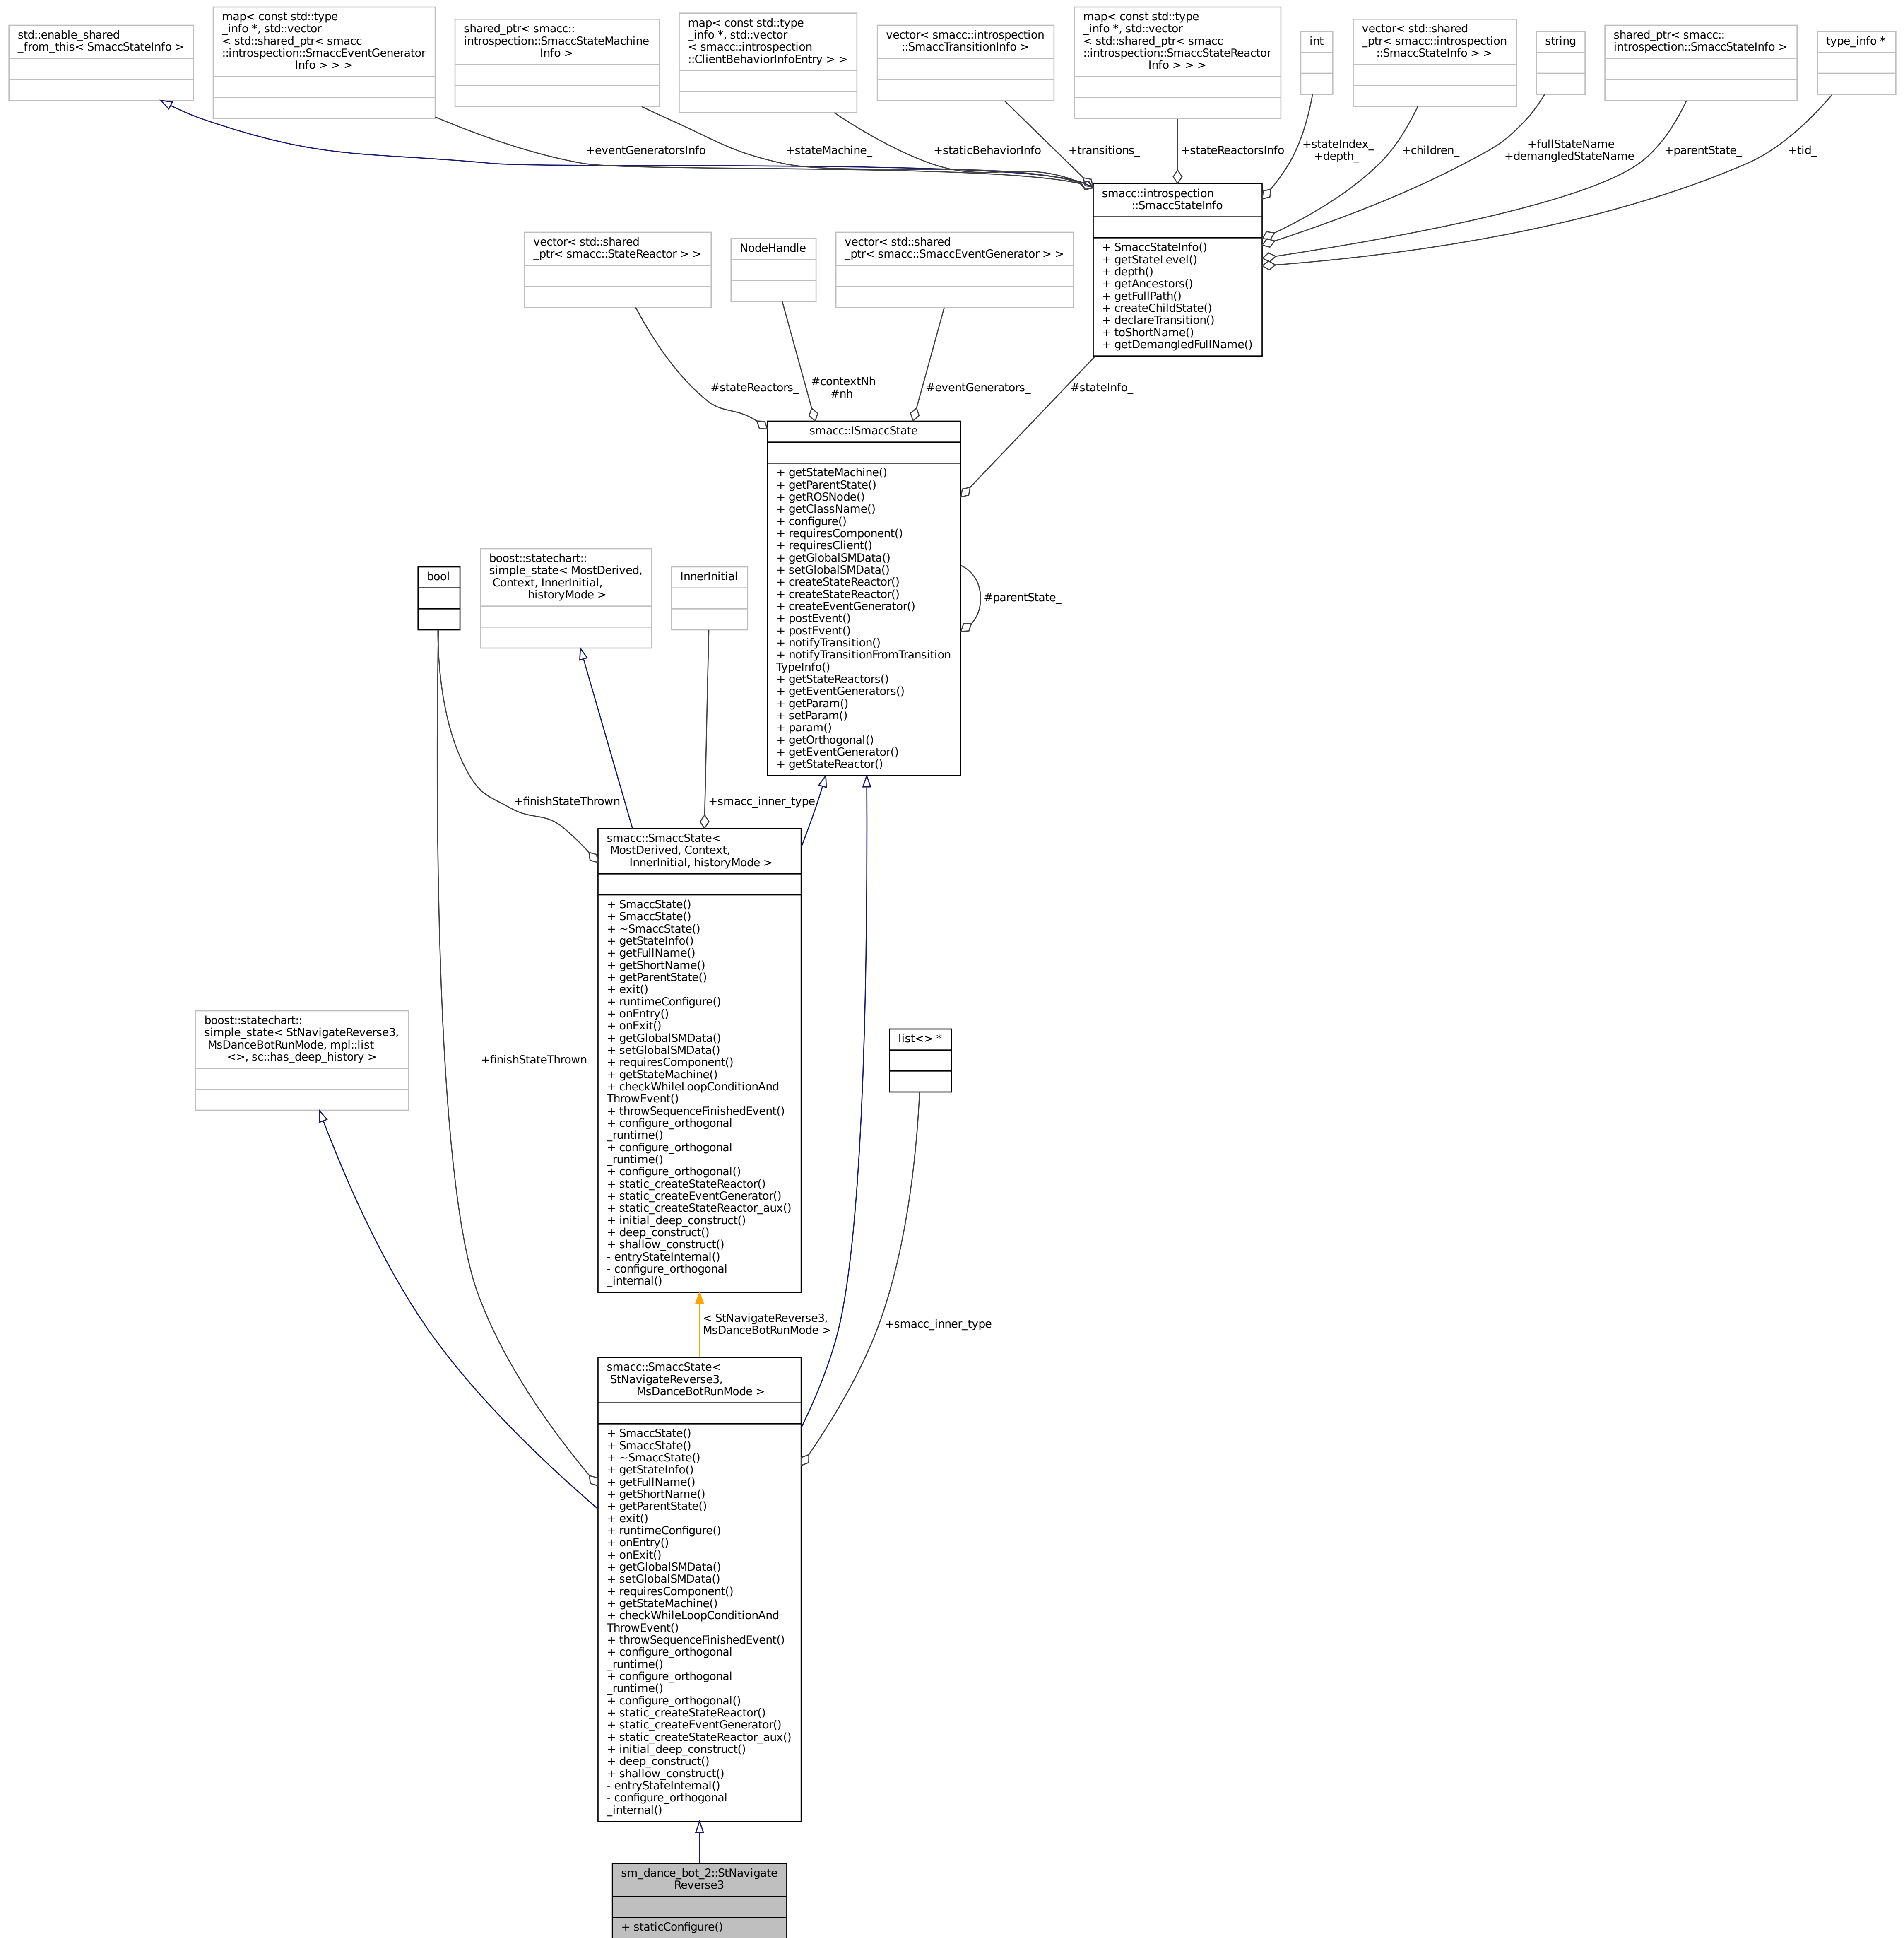 std::enable_shared
_from_this< SmaccStateInfo >
map< const std::type
_info *, std::vector
< std::shared_ptr< smacc
::introspection::SmaccEventGenerator
Info > > >
shared_ptr< smacc::
introspection::SmaccStateMachine
Info >
map< const std::type
_info *, std::vector
< smacc::introspection
::ClientBehaviorInfoEntry > >
vector< smacc::introspection
::SmaccTransitionInfo >
map< const std::type
_info *, std::vector
< std::shared_ptr< smacc
::introspection::SmaccStateReactor
Info > > >
int
vector< std::shared
_ptr< smacc::introspection
::SmaccStateInfo > >
string
shared_ptr< smacc::
introspection::SmaccStateInfo >
type_info *
+eventGeneratorsInfo
+stateMachine_
+staticBehaviorInfo
+transitions_
+stateReactorsInfo
+stateIndex_
+depth_
+children_
+fullStateName
+demangledStateName
+parentState_
+tid_
smacc::introspection
::SmaccStateInfo
+ SmaccStateInfo()
+ getStateLevel()
+ depth()
+ getAncestors()
+ getFullPath()
+ createChildState()
+ declareTransition()
+ toShortName()
+ getDemangledFullName()
vector< std::shared
_ptr< smacc::StateReactor > >
NodeHandle
vector< std::shared
_ptr< smacc::SmaccEventGenerator > >
#stateReactors_
#contextNh
#nh
#eventGenerators_
#stateInfo_
smacc::ISmaccState
+ getStateMachine()
+ getParentState()
+ getROSNode()
+ getClassName()
+ configure()
+ requiresComponent()
+ requiresClient()
+ getGlobalSMData()
+ setGlobalSMData()
+ createStateReactor()
+ createStateReactor()
+ createEventGenerator()
+ postEvent()
+ postEvent()
+ notifyTransition()
+ notifyTransitionFromTransition
TypeInfo()
+ getStateReactors()
+ getEventGenerators()
+ getParam()
+ setParam()
+ param()
+ getOrthogonal()
+ getEventGenerator()
+ getStateReactor()
#parentState_
bool
boost::statechart::
simple_state< MostDerived,
Context, InnerInitial,
historyMode >
InnerInitial
+finishStateThrown
+smacc_inner_type
smacc::SmaccState<
MostDerived, Context,
InnerInitial, historyMode >
+ SmaccState()
+ SmaccState()
+ ~SmaccState()
+ getStateInfo()
+ getFullName()
+ getShortName()
+ getParentState()
+ exit()
+ runtimeConfigure()
+ onEntry()
+ onExit()
+ getGlobalSMData()
+ setGlobalSMData()
+ requiresComponent()
+ getStateMachine()
+ checkWhileLoopConditionAnd
ThrowEvent()
+ throwSequenceFinishedEvent()
+ configure_orthogonal
_runtime()
+ configure_orthogonal
_runtime()
+ configure_orthogonal()
+ static_createStateReactor()
+ static_createEventGenerator()
+ static_createStateReactor_aux()
+ initial_deep_construct()
+ deep_construct()
+ shallow_construct()
- entryStateInternal()
- configure_orthogonal
_internal()
boost::statechart::
simple_state< StNavigateReverse3,
MsDanceBotRunMode, mpl::list
<>, sc::has_deep_history >
+finishStateThrown
list<> *
< StNavigateReverse3,
MsDanceBotRunMode >
+smacc_inner_type
smacc::SmaccState<
StNavigateReverse3,
MsDanceBotRunMode >
+ SmaccState()
+ SmaccState()
+ ~SmaccState()
+ getStateInfo()
+ getFullName()
+ getShortName()
+ getParentState()
+ exit()
+ runtimeConfigure()
+ onEntry()
+ onExit()
+ getGlobalSMData()
+ setGlobalSMData()
+ requiresComponent()
+ getStateMachine()
+ checkWhileLoopConditionAnd
ThrowEvent()
+ throwSequenceFinishedEvent()
+ configure_orthogonal
_runtime()
+ configure_orthogonal
_runtime()
+ configure_orthogonal()
+ static_createStateReactor()
+ static_createEventGenerator()
+ static_createStateReactor_aux()
+ initial_deep_construct()
+ deep_construct()
+ shallow_construct()
- entryStateInternal()
- configure_orthogonal
_internal()
sm_dance_bot_2::StNavigate
Reverse3
+ staticConfigure()